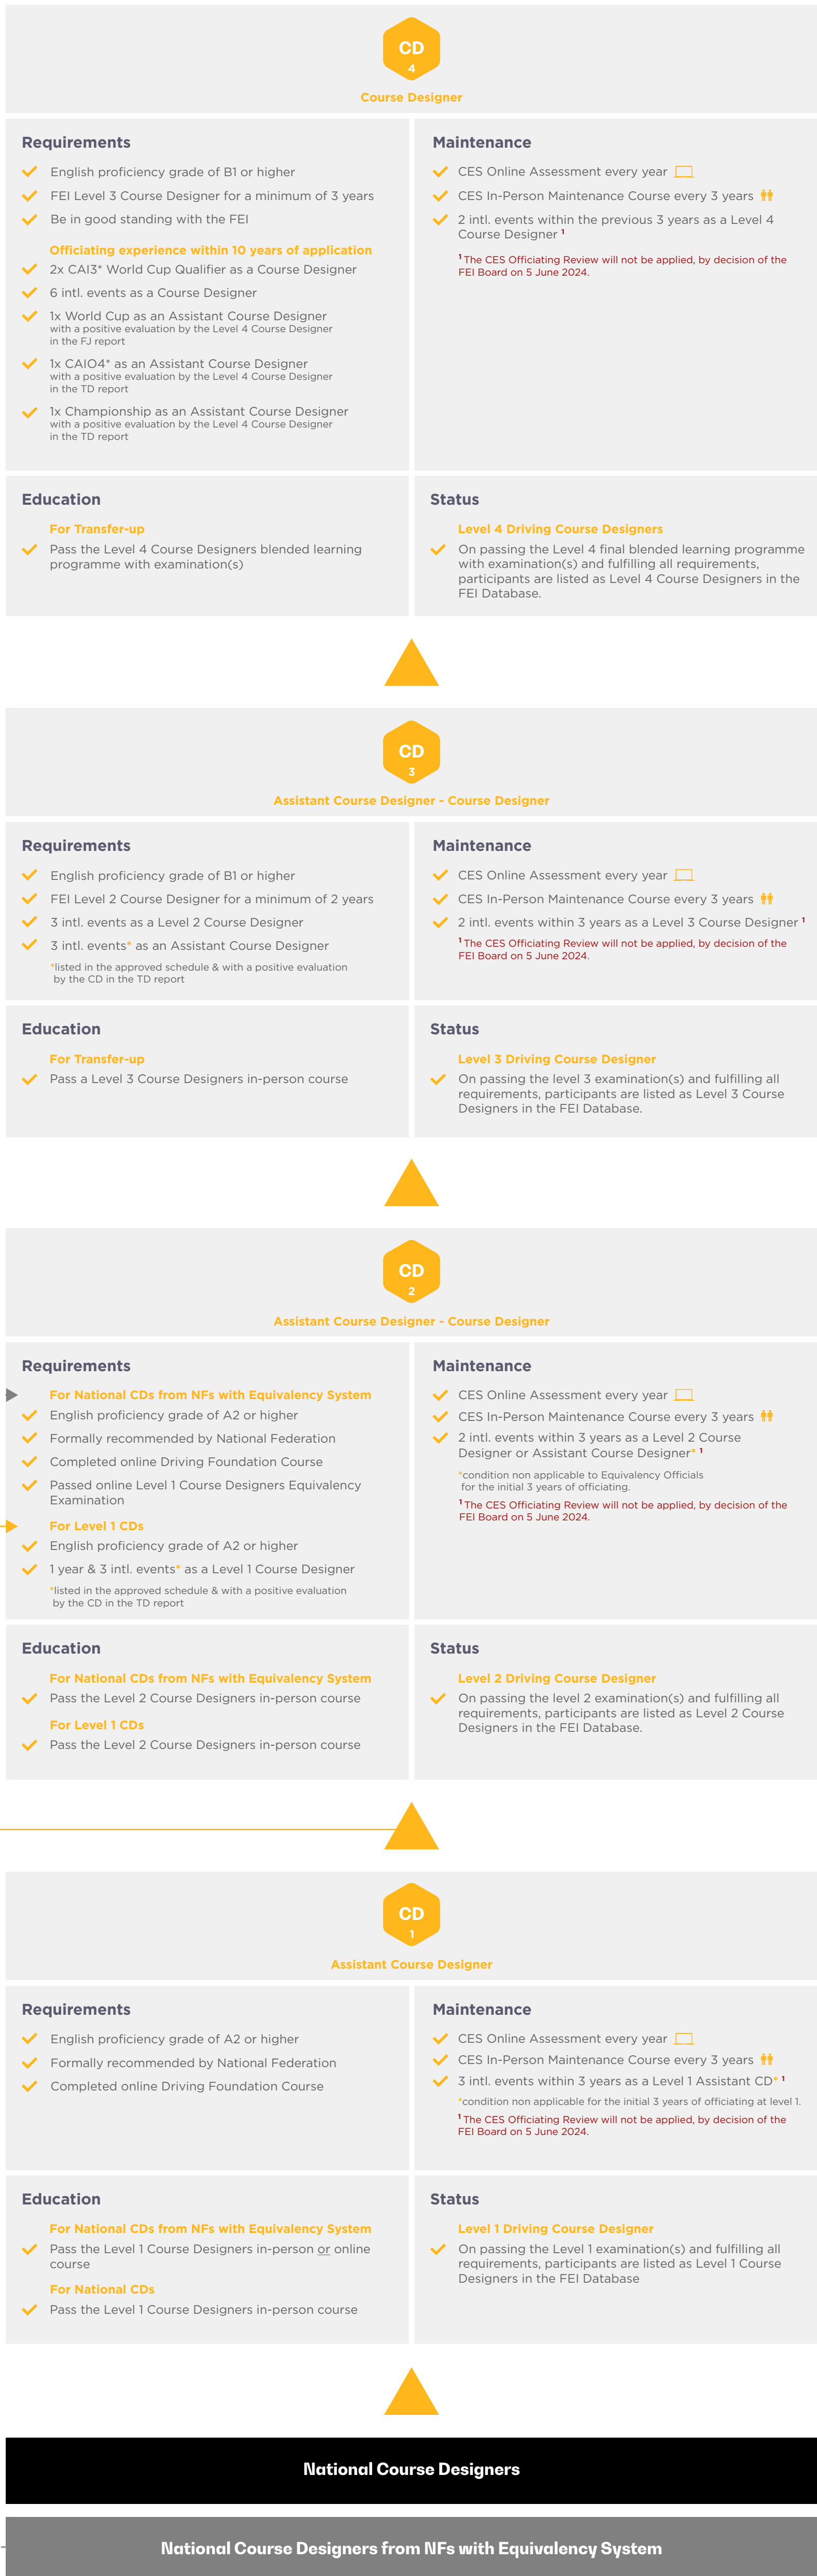 CD
4
Course Designer
Requirements
English proficiency grade of B1 or higher
FEI Level 3 Course Designer for a minimum of 3 years
Be in good standing with the FEI
Officiating experience within 10 years of application
2x CAI3* World Cup Qualifier as a Course Designer
6 intl. events as a Course Designer
1x World Cup as an Assistant Course Designer
with a positive evaluation by the Level 4 Course Designer
in the FJ report
1x CAIO4* as an Assistant Course Designer
with a positive evaluation by the Level 4 Course Designer
in the TD report
1x Championship as an Assistant Course Designer
with a positive evaluation by the Level 4 Course Designer
in the TD report
Maintenance
CES Online Assessment every year
CES In-Person Maintenance Course every 3 years
2 intl. events within the previous 3 years as a Level 4
Course Designer ¹
¹ The CES Officiating Review will not be applied, by decision of the
FEI Board on 5 June 2024.
Education
For Transfer-up
Pass the Level 4 Course Designers blended learning
programme with examination(s)
Status
Level 4 Driving Course Designers
On passing the Level 4 final blended learning programme
with examination(s) and fulfilling all requirements,
participants are listed as Level 4 Course Designers in the
FEI Database.
CD
3
Assistant Course Designer - Course Designer
Requirements
English proficiency grade of B1 or higher
FEI Level 2 Course Designer for a minimum of 2 years
3 intl. events as a Level 2 Course Designer
3 intl. events* as an Assistant Course Designer
*listed in the approved schedule & with a positive evaluation
by the CD in the TD report
Maintenance
CES Online Assessment every year
CES In-Person Maintenance Course every 3 years
2 intl. events within 3 years as a Level 3 Course Designer ¹
¹ The CES Officiating Review will not be applied, by decision of the
FEI Board on 5 June 2024.
Education
For Transfer-up
Pass a Level 3 Course Designers in-person course
Status
Level 3 Driving Course Designer
On passing the level 3 examination(s) and fulfilling all
requirements, participants are listed as Level 3 Course
Designers in the FEI Database.
CD
2
Assistant Course Designer - Course Designer
Requirements
For National CDs from NFs with Equivalency System
English proficiency grade of A2 or higher
Formally recommended by National Federation
Completed online Driving Foundation Course
Passed online Level 1 Course Designers Equivalency
Examination
For Level 1 CDs
English proficiency grade of A2 or higher
1 year & 3 intl. events* as a Level 1 Course Designer
*listed in the approved schedule & with a positive evaluation
by the CD in the TD report
Maintenance
CES Online Assessment every year
CES In-Person Maintenance Course every 3 years
2 intl. events within 3 years as a Level 2 Course
Designer or Assistant Course Designer* ¹
*condition non applicable to Equivalency Officials
for the initial 3 years of officiating.
¹ The CES Officiating Review will not be applied, by decision of the
FEI Board on 5 June 2024.
Education
For National CDs from NFs with Equivalency System
Pass the Level 2 Course Designers in-person course
For Level 1 CDs
Pass the Level 2 Course Designers in-person course
Status
Level 2 Driving Course Designer
On passing the level 2 examination(s) and fulfilling all
requirements, participants are listed as Level 2 Course
Designers in the FEI Database.
CD
1
Assistant Course Designer
Requirements
English proficiency grade of A2 or higher
Formally recommended by National Federation
Completed online Driving Foundation Course
Maintenance
CES Online Assessment every year
CES In-Person Maintenance Course every 3 years
3 intl. events within 3 years as a Level 1 Assistant CD* ¹
*condition non applicable for the initial 3 years of officiating at level 1.
¹ The CES Officiating Review will not be applied, by decision of the
FEI Board on 5 June 2024.
Education
For National CDs from NFs with Equivalency System
Pass the Level 1 Course Designers in-person or online
course
For National CDs
Pass the Level 1 Course Designers in-person course
Status
Level 1 Driving Course Designer
On passing the Level 1 examination(s) and fulfilling all
requirements, participants are listed as Level 1 Course
Designers in the FEI Database
National Course Designers
National Course Designers from NFs with Equivalency System